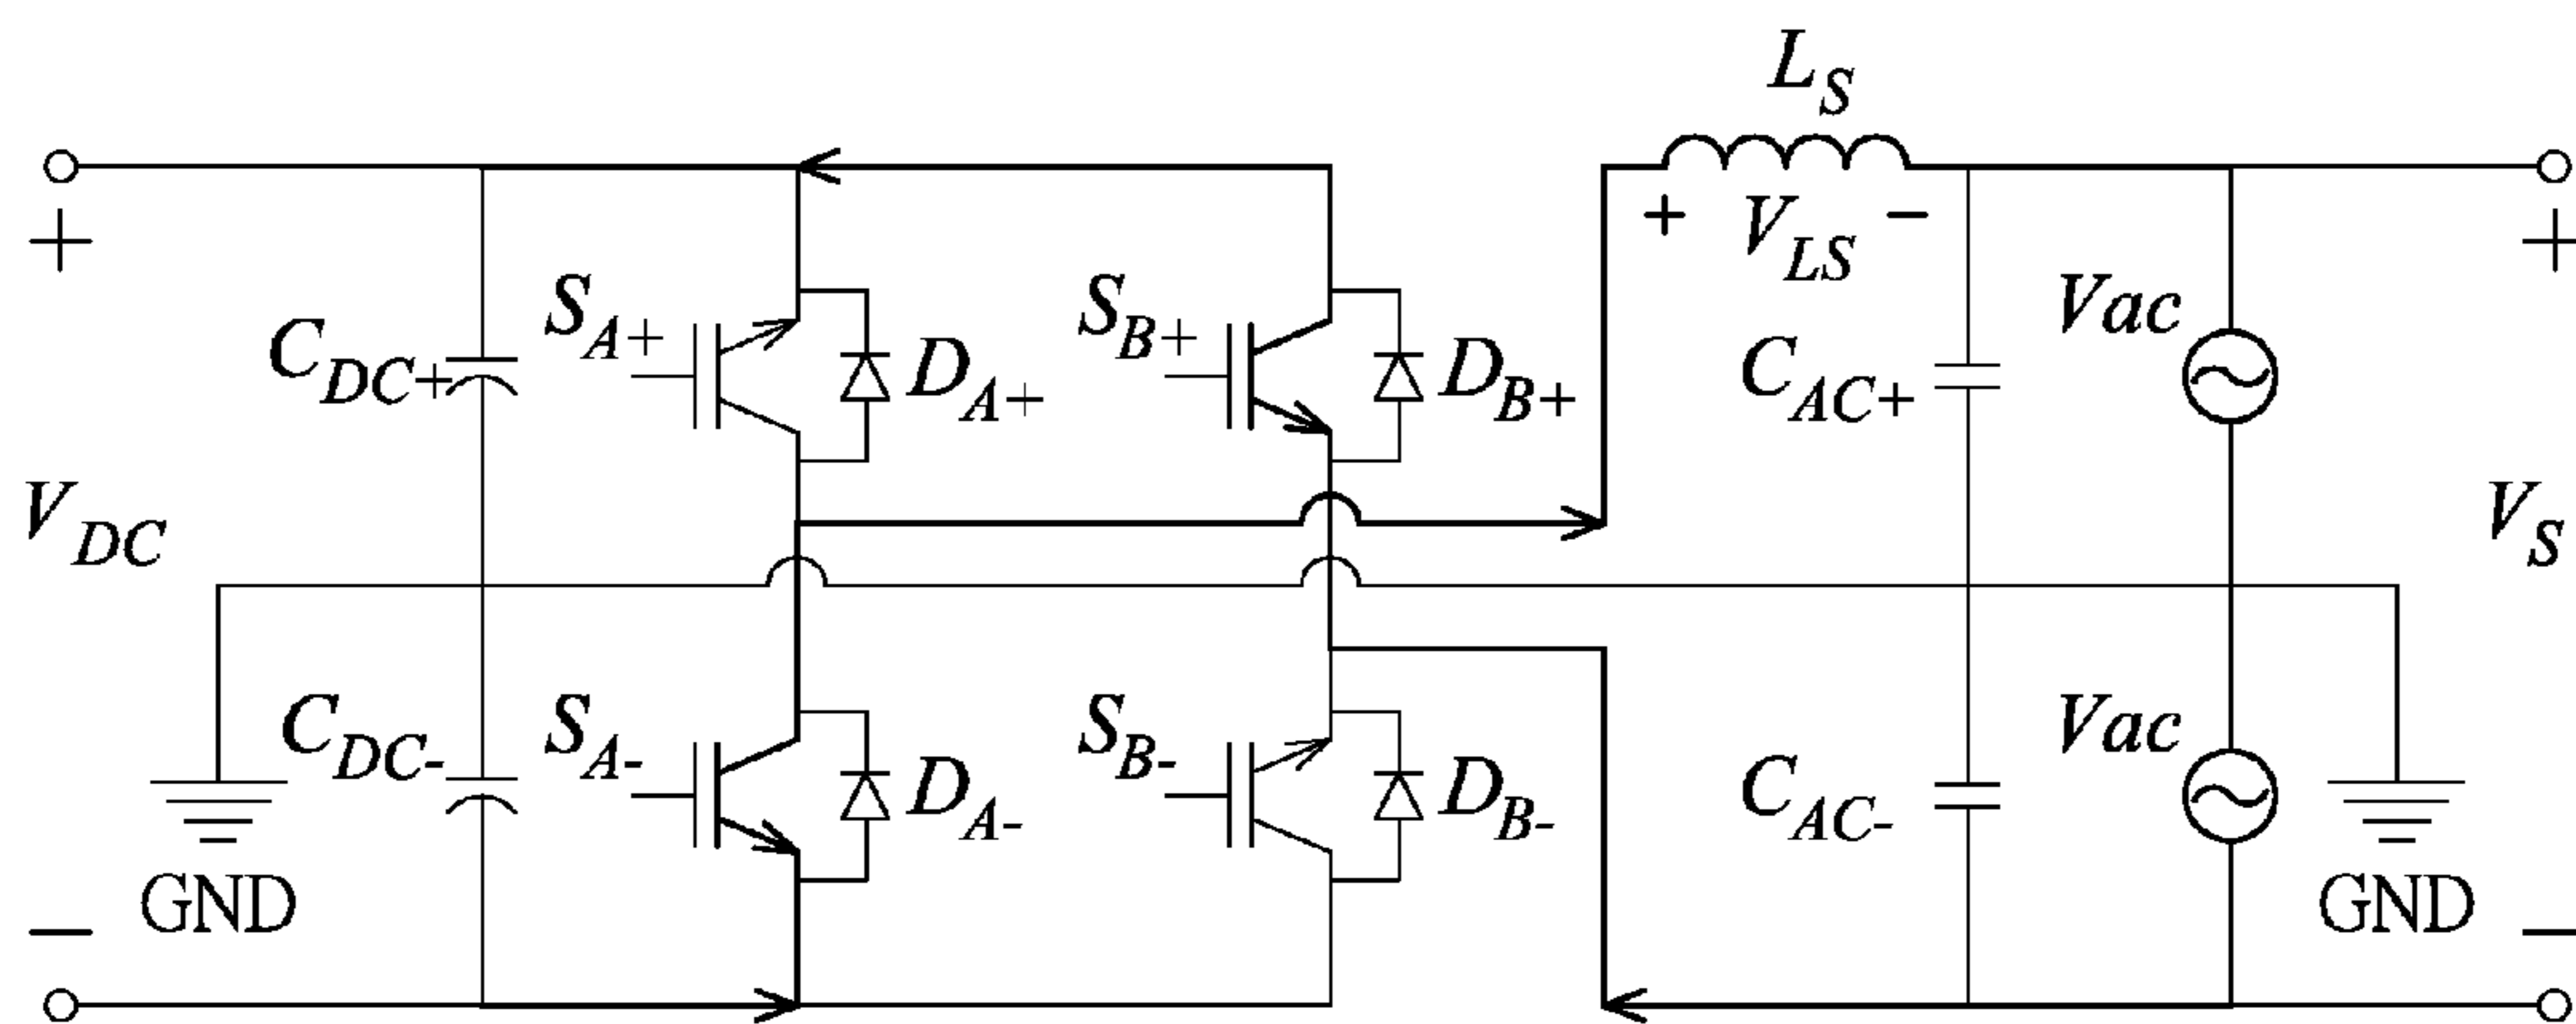 L_S
+ V_LS −
+
+
C_DC+
S_A+
D_A+
S_B+
D_B+
C_AC+
Vac
V_DC
V_S
C_DC-
S_A-
D_A-
S_B-
D_B-
C_AC-
Vac
GND
GND
−
−